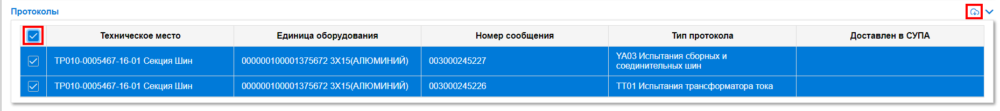 Протоколы
Техническое место Единица оборудования Номер сообщения Тип протокола Доставлен в СУПА
TP010-0005467-16-01 Секция Шин 000000100001375672 3X15(АЛЮМИНИЙ) 003000245227 YA03 Испытания сборных и
соединительных шин
TP010-0005467-16-01 Секция Шин 000000100001375672 3X15(АЛЮМИНИЙ) 003000245226 TT01 Испытания трансформатора тока